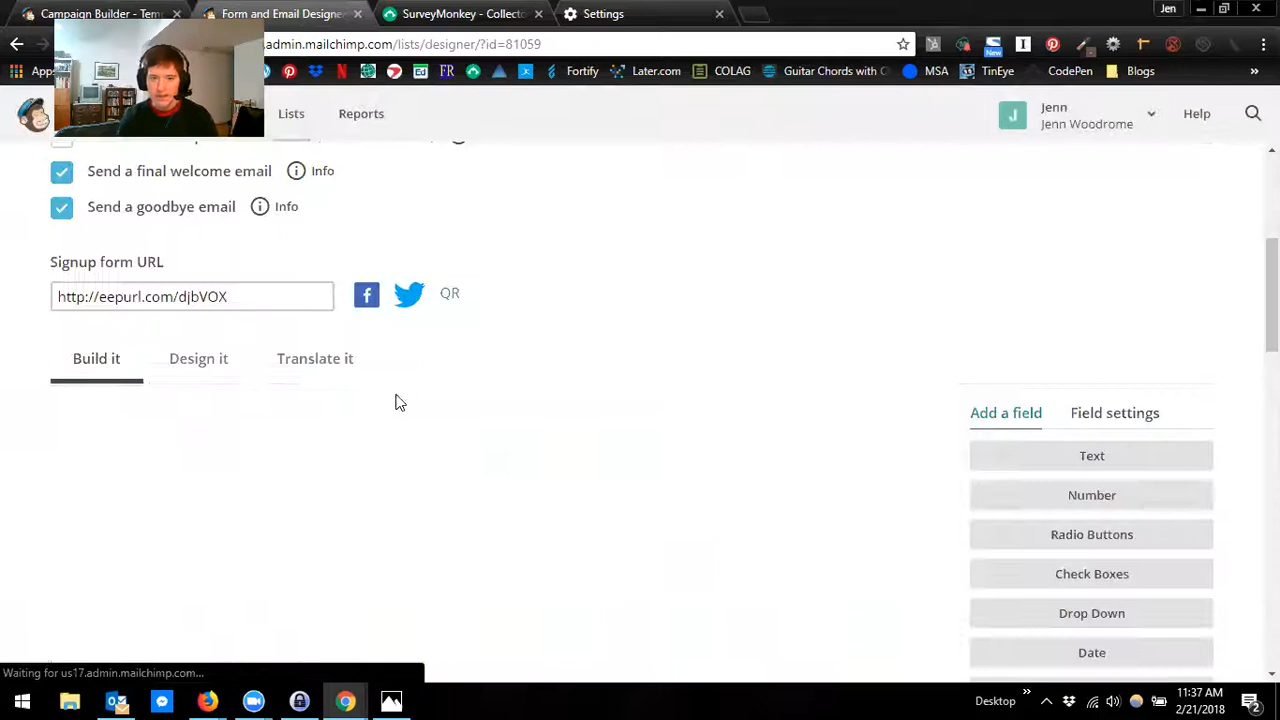 Campaign Builder - Temp
Form and Email Designe
SurveyMonkey - Collecto
Settings
Jen
admin.mailchimp.com/lists/designer/?id=81059
Apps
Fortify
Later.com
COLAG
Guitar Chords with C
MSA
TinEye
CodePen
Blogs
»
Lists
Reports
Jenn
Jenn Woodrome
Help
Send a final welcome email
Info
Send a goodbye email
Info
Signup form URL
http://eepurl.com/djbVOX
QR
Build it
Design it
Translate it
Add a field
Field settings
Text
Number
Radio Buttons
Check Boxes
Drop Down
Date
Waiting for us17.admin.mailchimp.com...
Desktop
»
11:37 AM
2/21/2018
2